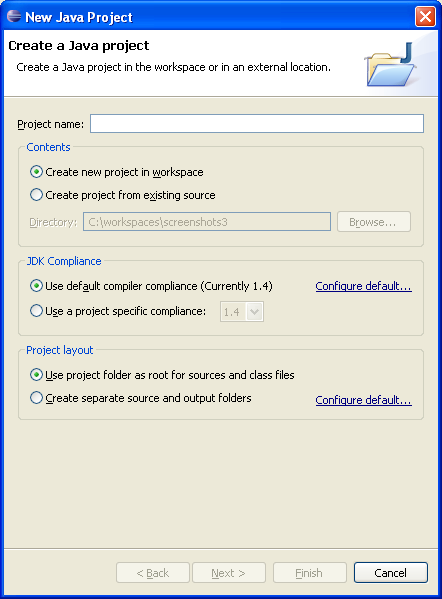 New Java Project
Create a Java project
Create a Java project in the workspace or in an external location.
J
Project name:
Contents
Create new project in workspace
Create project from existing source
Directory: C:\workspaces\screenshots3 Browse...
JDK Compliance
Use default compiler compliance (Currently 1.4) Configure default...
Use a project specific compliance: 1.4
Project layout
Use project folder as root for sources and class files
Create separate source and output folders Configure default...
< Back Next > Finish Cancel